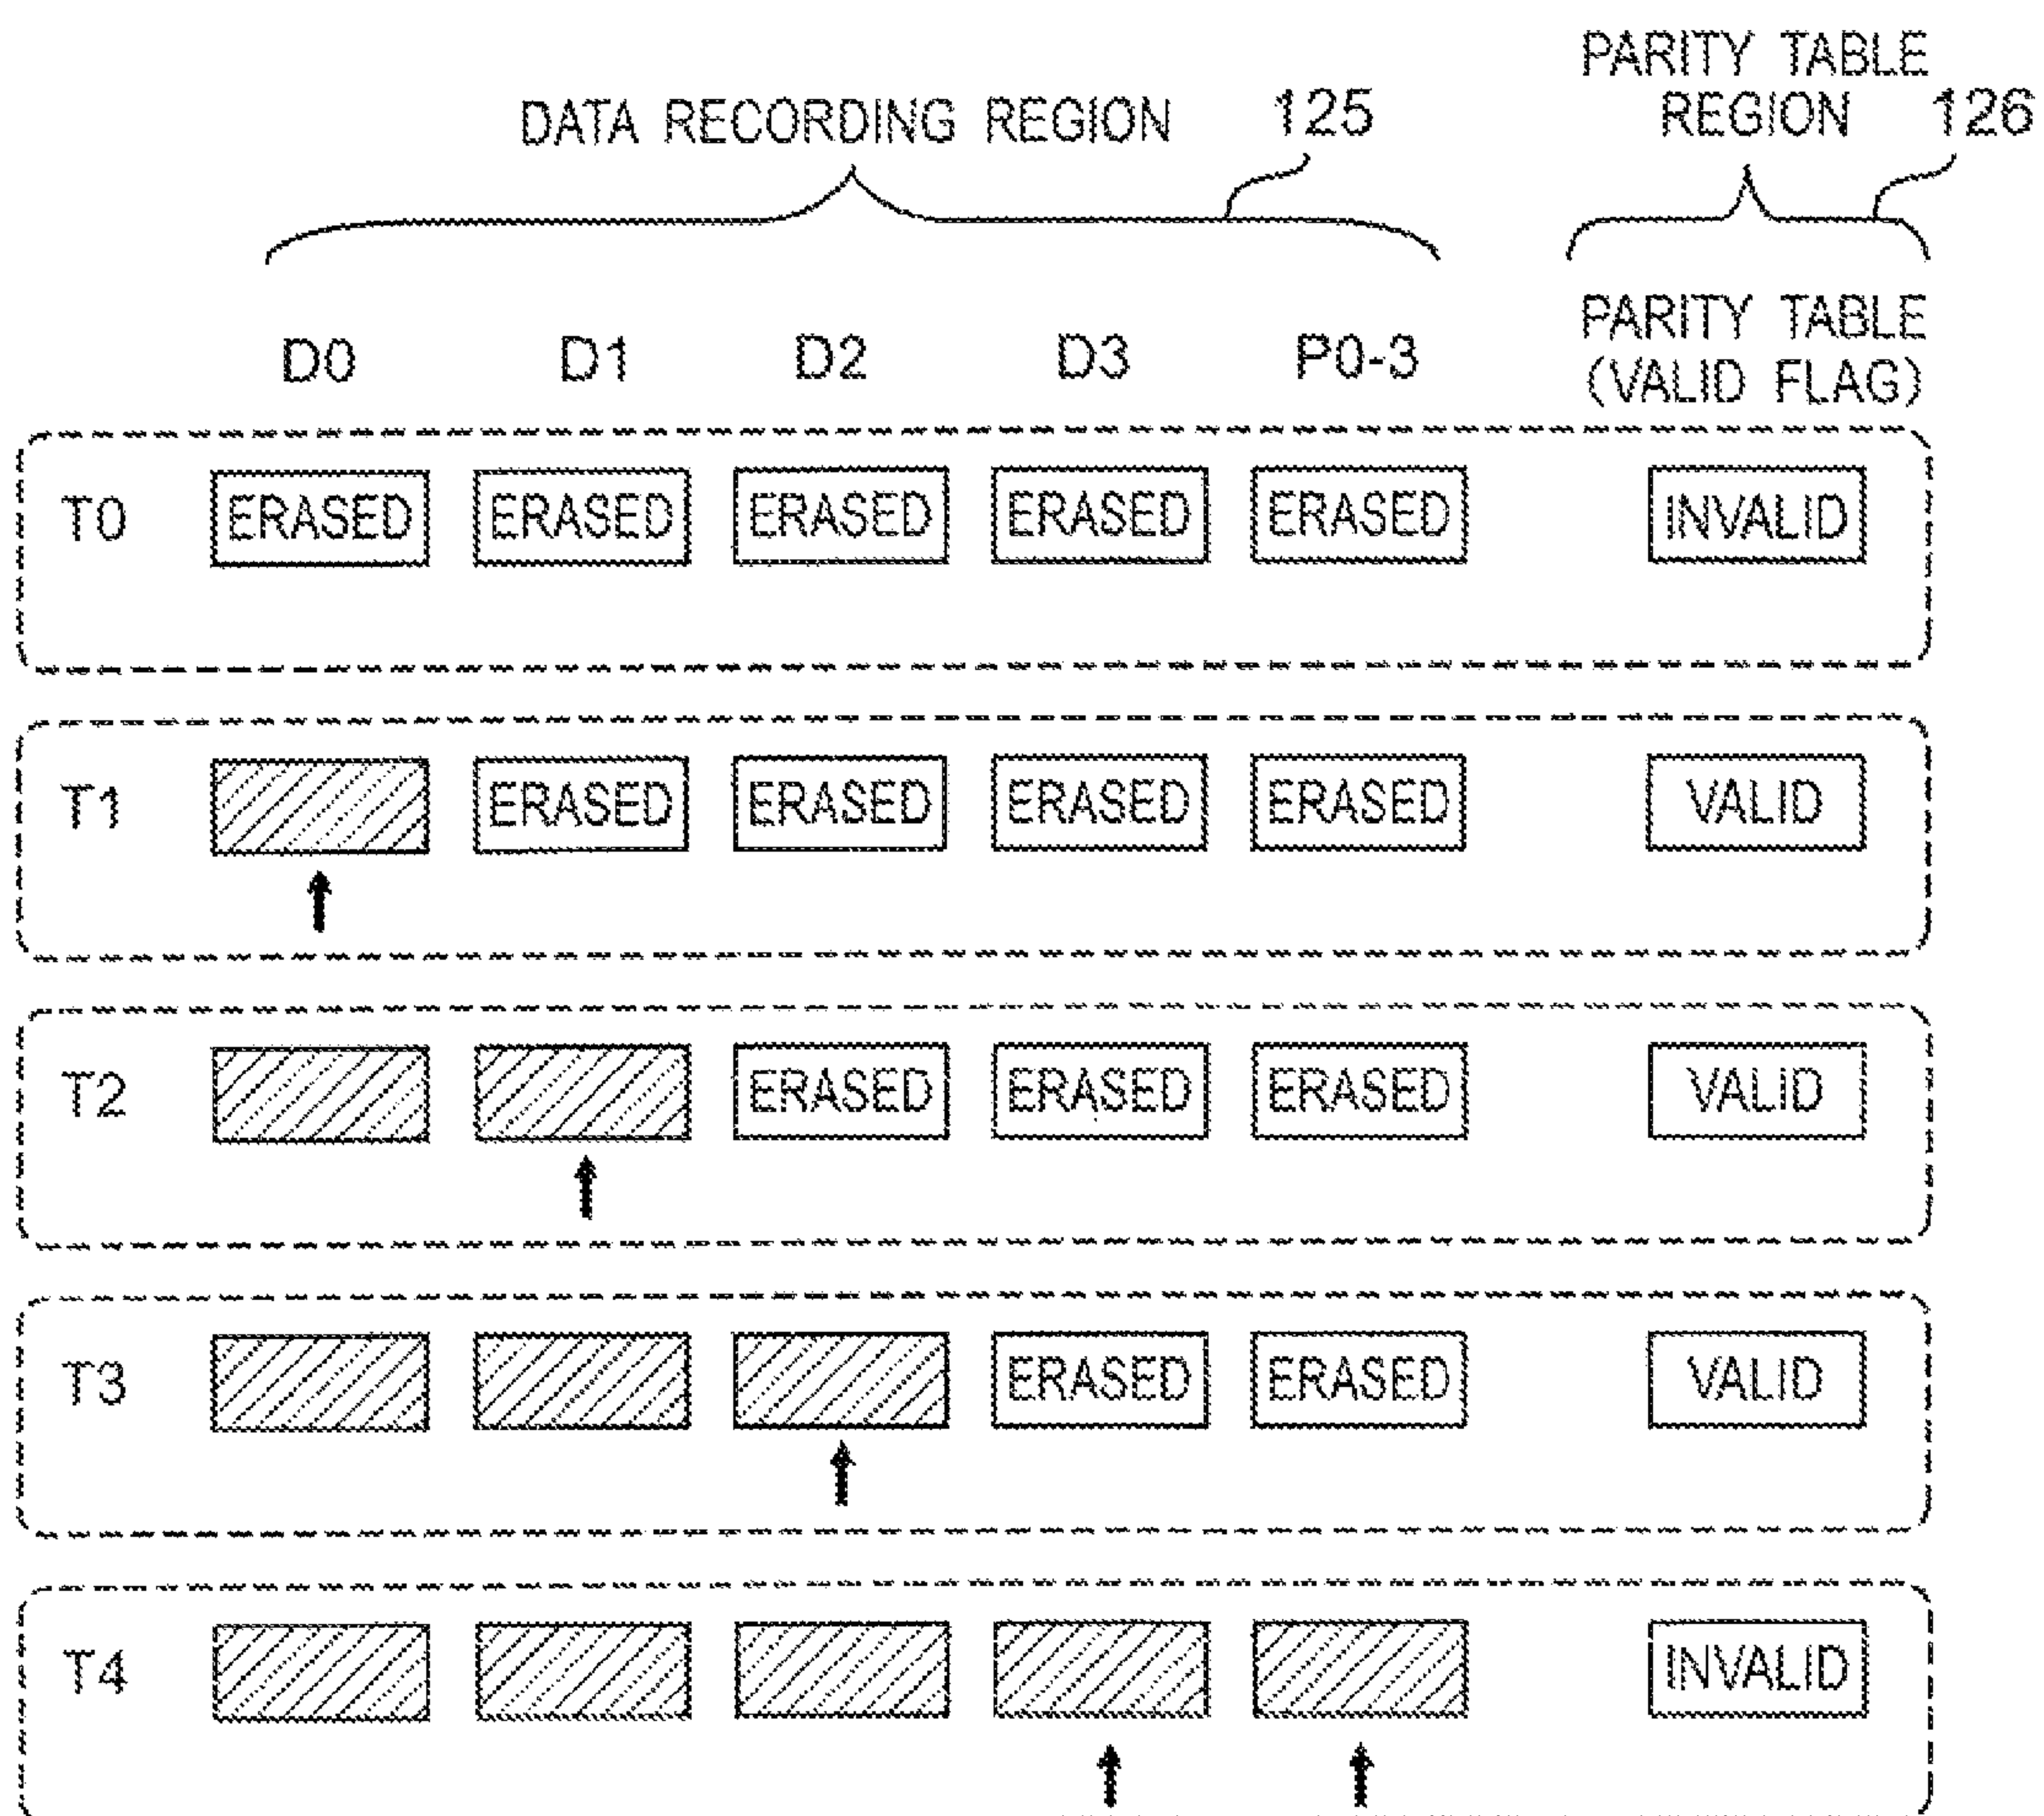 PARITY TABLE
DATA RECORDING REGION 125 REGION 126
D0 D1 D2 D3 P0-3 PARITY TABLE
(VALID FLAG)
T0 ERASED ERASED ERASED ERASED ERASED INVALID
T1 ERASED ERASED ERASED ERASED VALID
T2 ERASED ERASED ERASED VALID
T3 ERASED ERASED VALID
T4 INVALID